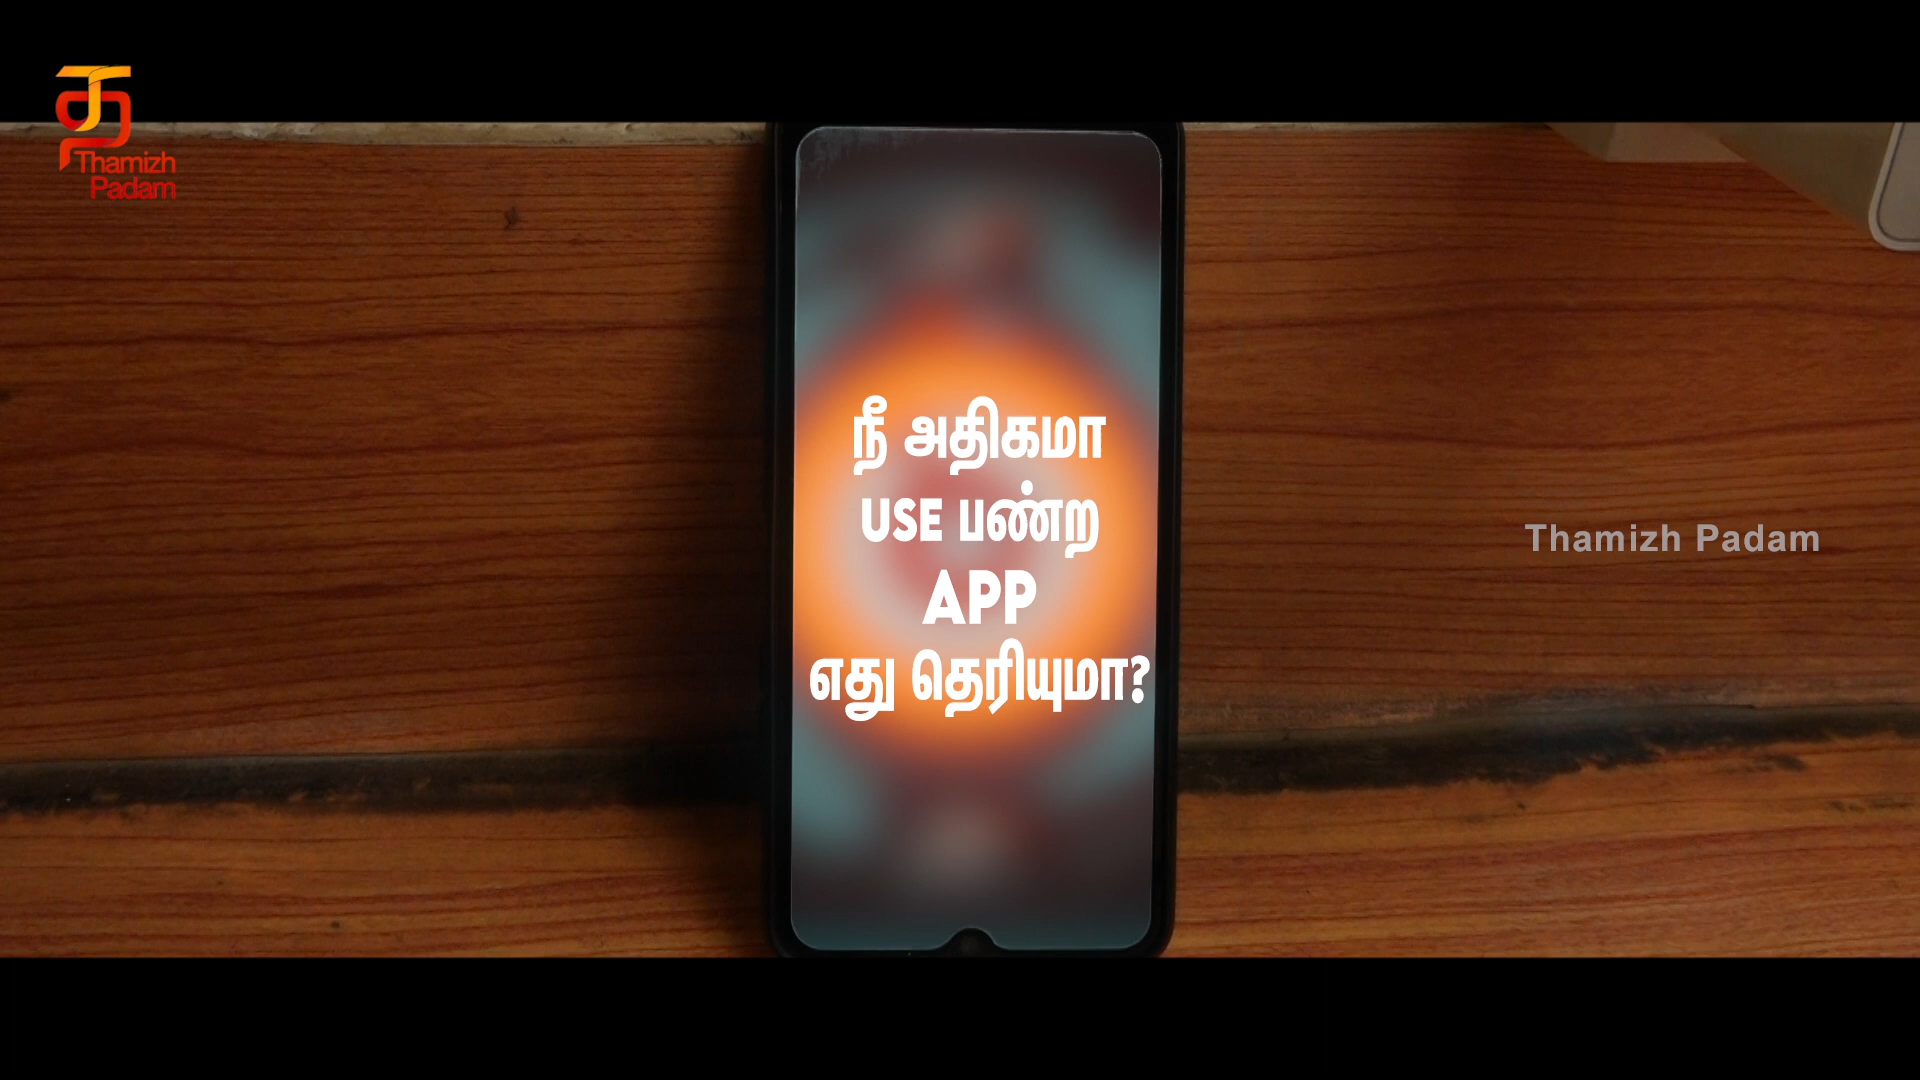 Thamizh
Padam
நீ அதிகமா
USE பண்ற
APP
எது தெரியுமா?
Thamizh Padam